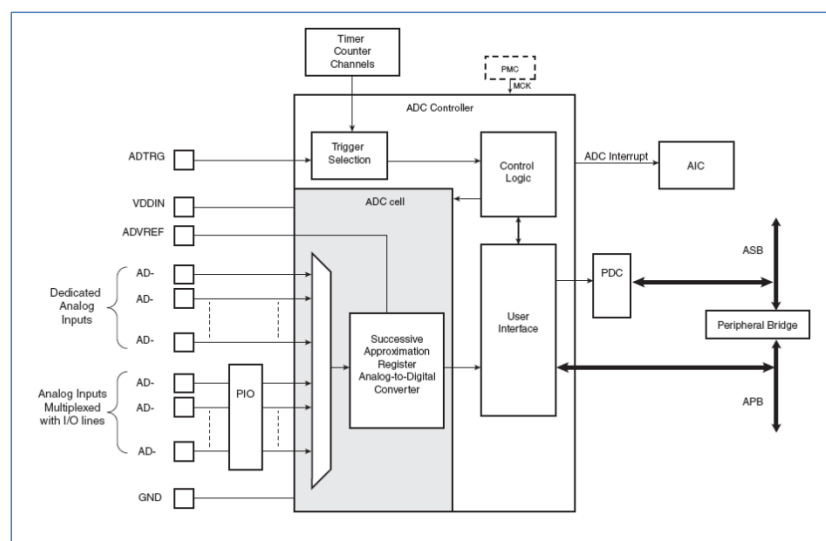 Timer
Counter
Channels
PMC
MCK
ADC Controller
ADTRG
Trigger
Selection
Control
Logic
ADC Interrupt
AIC
VDDIN
ADC cell
ADVREF
ASB
AD-
Dedicated
Analog
Inputs
AD-
AD-
PDC
User
Interface
Peripheral Bridge
Successive
Approximation
Register
Analog-to-Digital
Converter
Analog Inputs
Multiplexed
with I/O lines
AD-
AD-
AD-
PIO
APB
GND